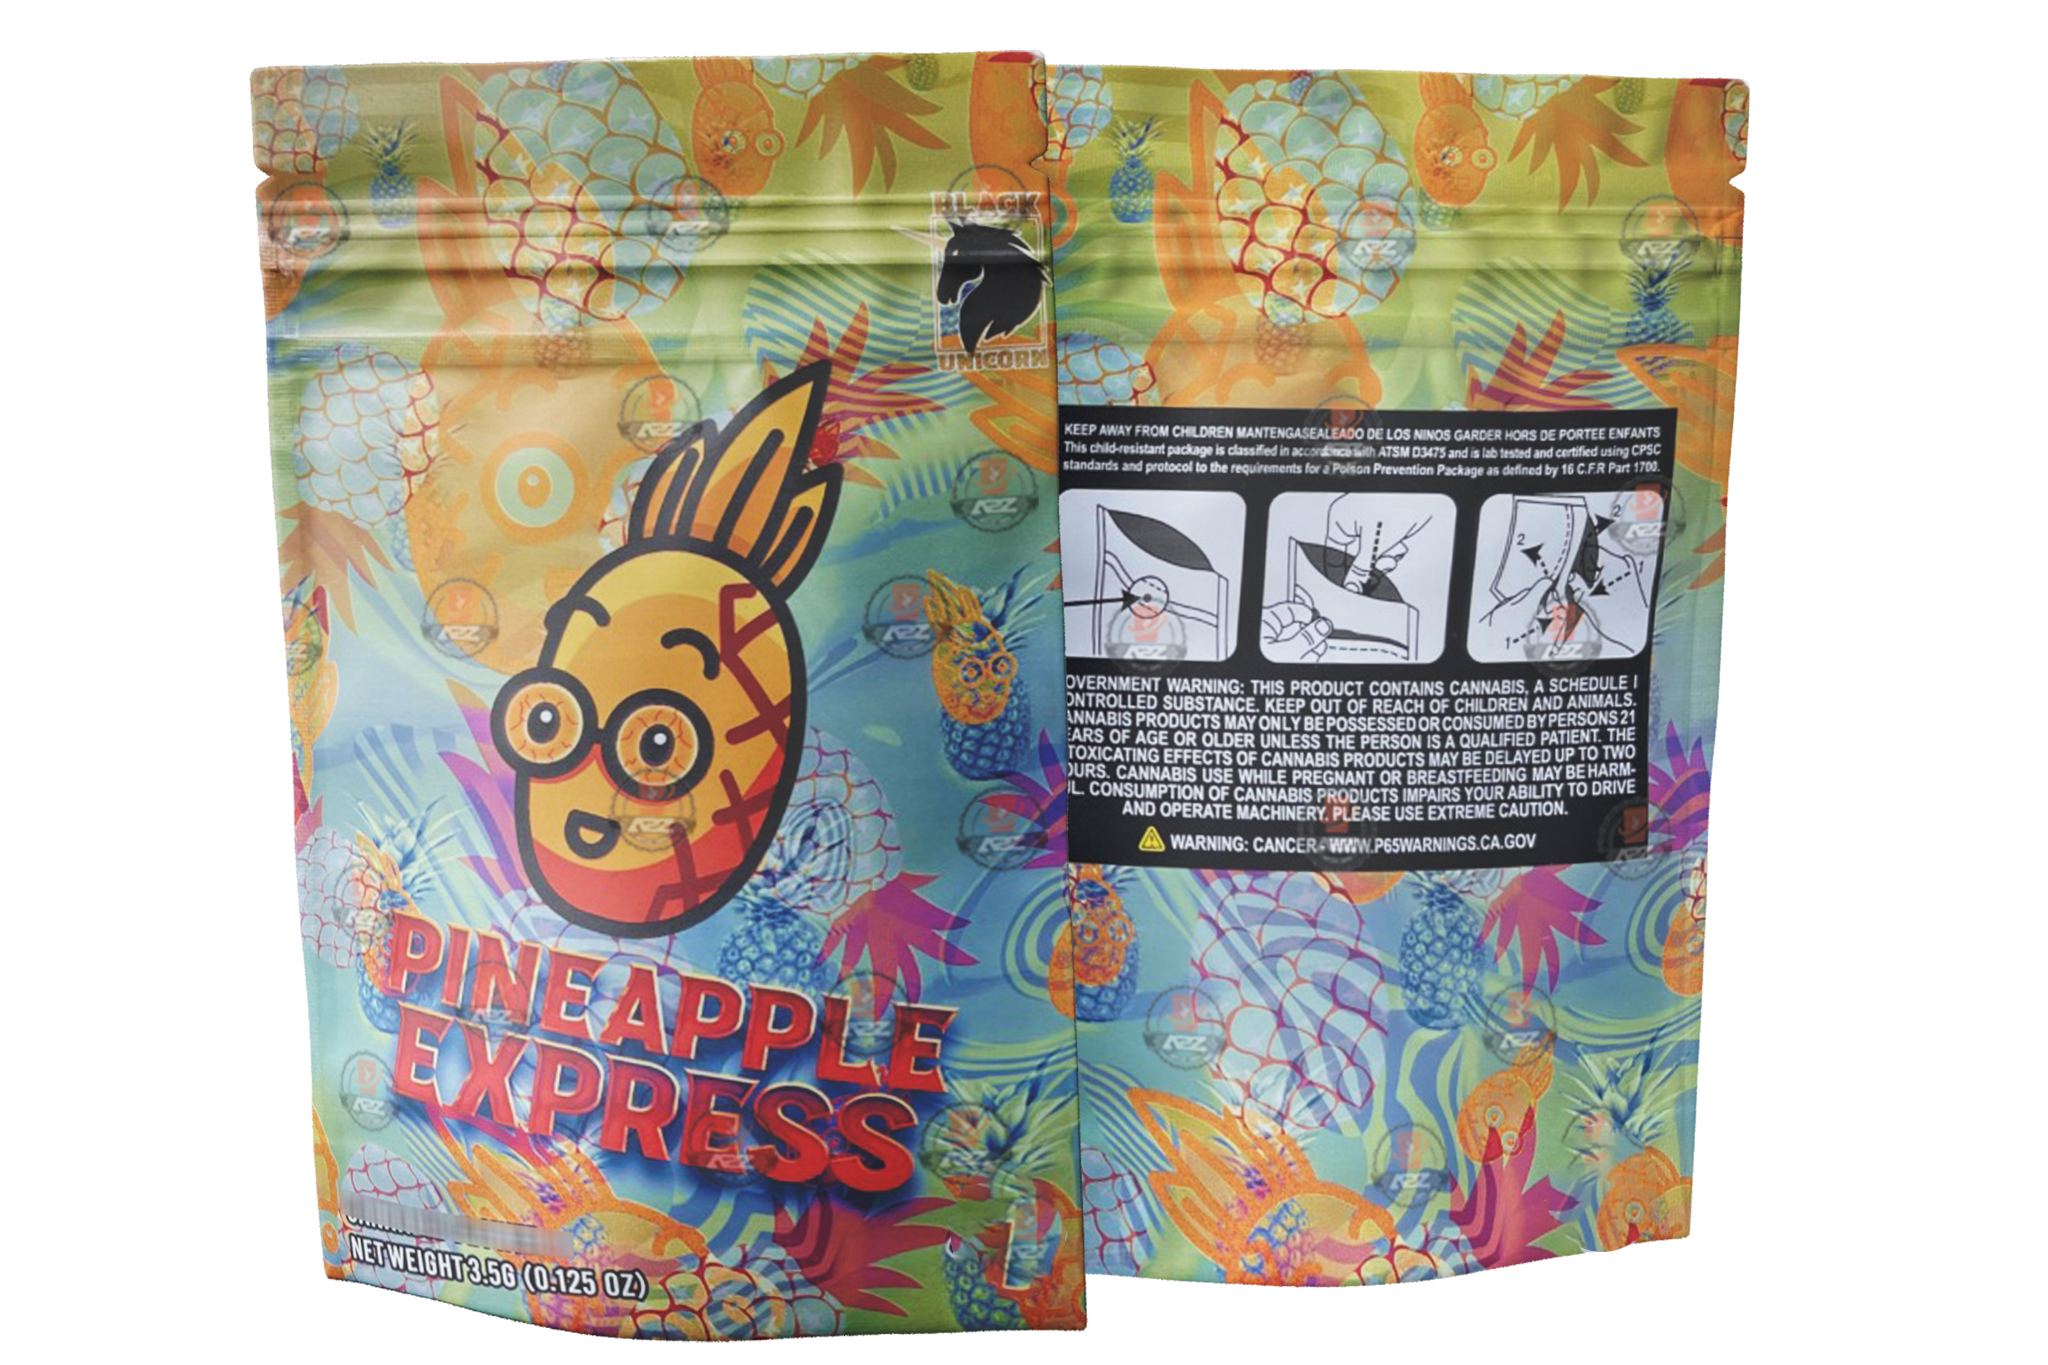 BLACK
UNICORN
PINEAPPLE
EXPRESS
NET WEIGHT 3.5G (0.125 OZ)
KEEP AWAY FROM CHILDREN MANTENGASEALEADO DE LOS NINOS GARDER HORS DE PORTEE ENFANTS
This child-resistant package is classified in accordance with ATSM D3475 and is lab tested and certified using CPSC
standards and protocol to the requirements for a Poison Prevention Package as defined by 16 C.F.R Part 1700.
2
2
1
1
OVERNMENT WARNING: THIS PRODUCT CONTAINS CANNABIS, A SCHEDULE I
ONTROLLED SUBSTANCE. KEEP OUT OF REACH OF CHILDREN AND ANIMALS.
ANNABIS PRODUCTS MAY ONLY BE POSSESSED OR CONSUMED BY PERSONS 21
EARS OF AGE OR OLDER UNLESS THE PERSON IS A QUALIFIED PATIENT. THE
TOXICATING EFFECTS OF CANNABIS PRODUCTS MAY BE DELAYED UP TO TWO
OURS. CANNABIS USE WHILE PREGNANT OR BREASTFEEDING MAY BE HARM-
UL. CONSUMPTION OF CANNABIS PRODUCTS IMPAIRS YOUR ABILITY TO DRIVE
AND OPERATE MACHINERY. PLEASE USE EXTREME CAUTION.
WARNING: CANCER- WWW.P65WARNINGS.CA.GOV